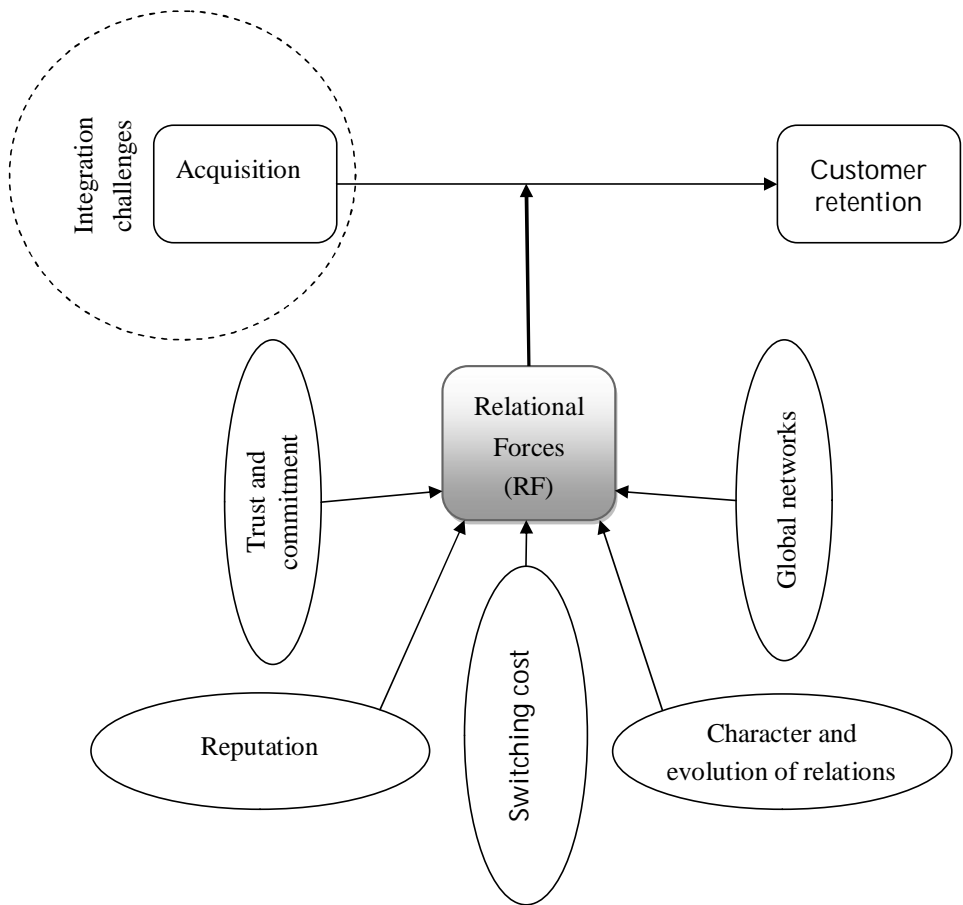 Integration
challenges
Acquisition
Customer
retention
Relational
Forces
(RF)
Trust and
commitment
Global networks
Reputation
Switching cost
Character and
evolution of relations